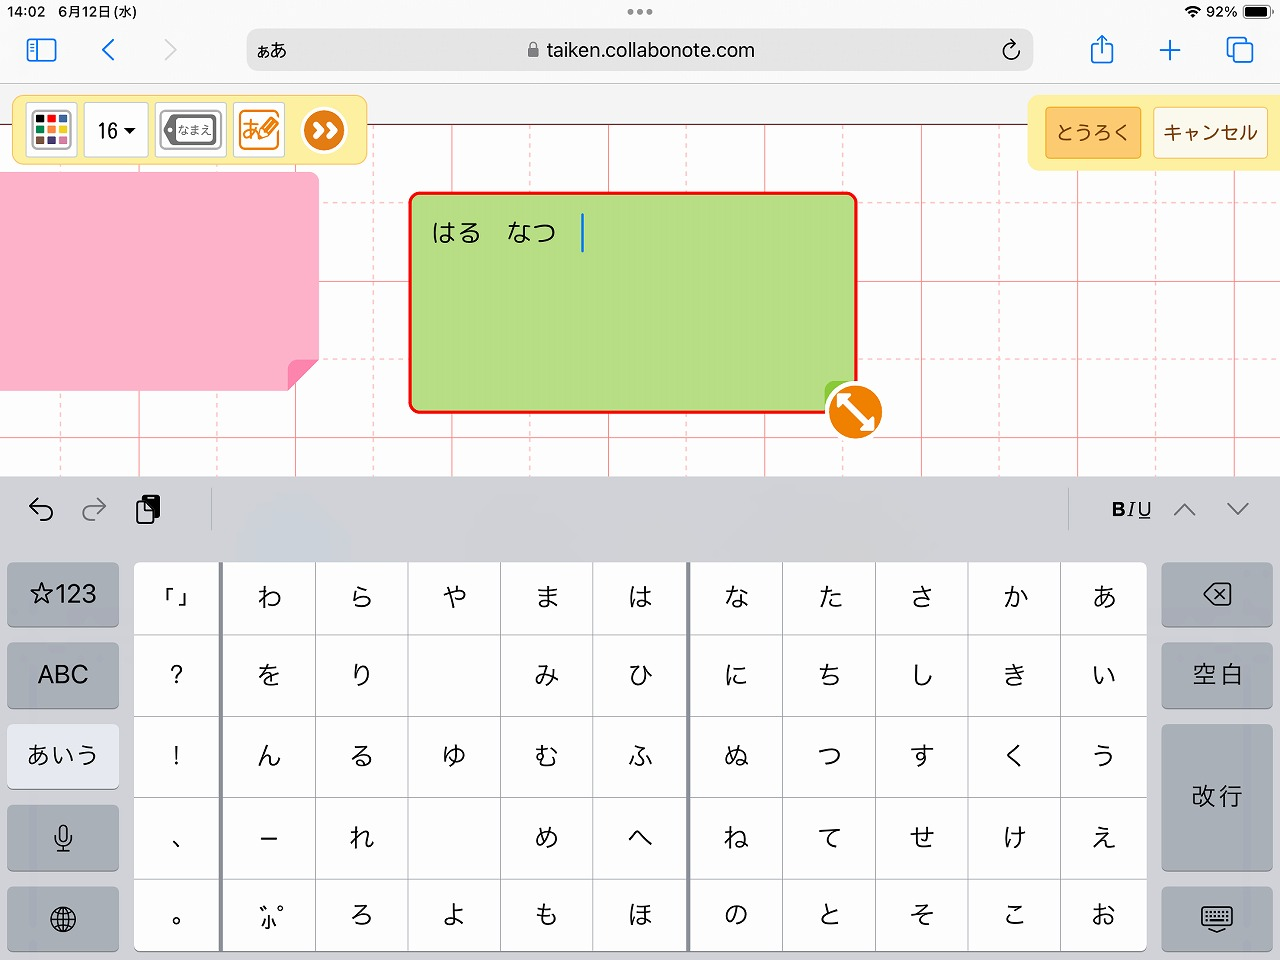 14:02 6月12日(水)
92%
ぁあ taiken.collabonote.com
16 なまえ あ
とうろく キャンセル
はる　なつ
BIU
☆123 「」 わ ら や ま は な た さ か あ
ABC ? を り み ひ に ち し き い 空白
あいう ! ん る ゆ む ふ ぬ つ す く う
改行
、 ー れ め へ ね て せ け え
。 ゛゜小 ろ よ も ほ の と そ こ お